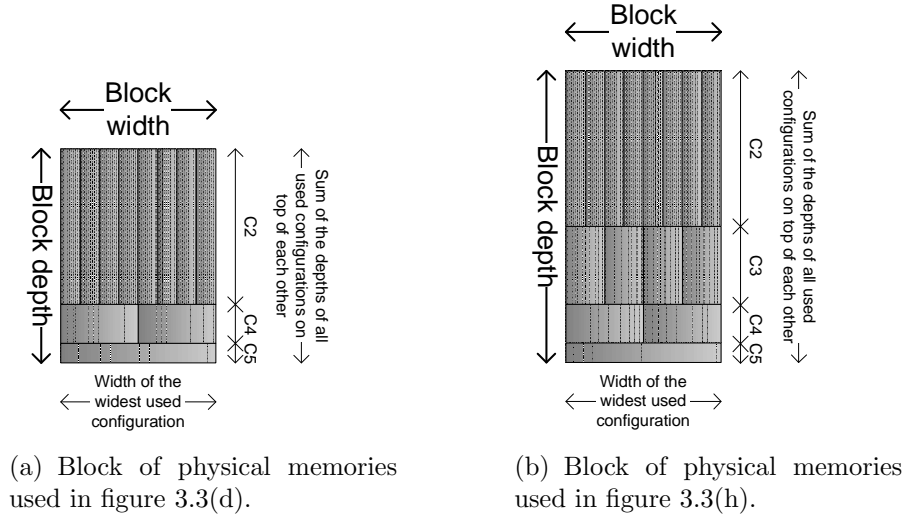 Block
width
Block depth
C2
C4
C5
Sum of the depths of all
used configurations on
top of each other
Width of the
widest used
configuration
(a) Block of physical memories
used in figure 3.3(d).
Block
width
Block depth
C2
C3
C4
C5
Sum of the depths of all used
configurations on top of each other
Width of the
widest used
configuration
(b) Block of physical memories
used in figure 3.3(h).